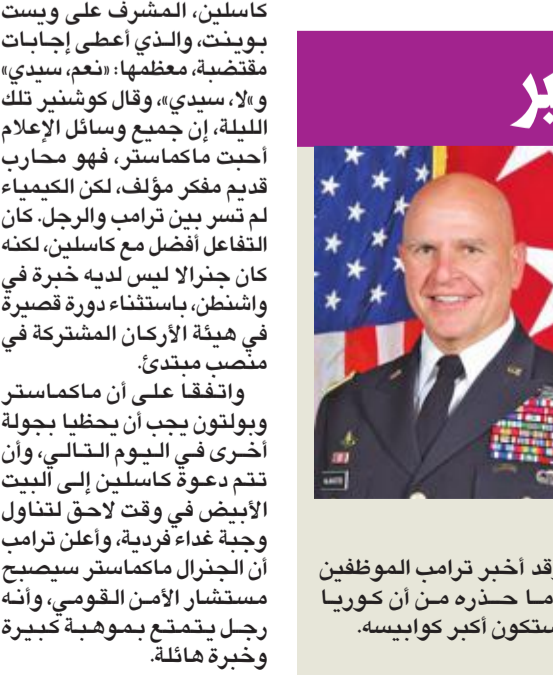 كاسلين، المشرف على ويست
بوينت، والذي أعطى إجابات
مقتضبة، معظمها: «نعم، سيدي»
و»لا، سيدي»، وقال كوشنير تلك
الليلة، إن جميع وسائل الإعلام
أحبت ماكماستر، فهو محارب
قديم مفكر مؤلف، لكن الكيمياء
لم تسر بين ترامب والرجل. كان
التفاعل أفضل مع كاسلين، لكنه
كان جنرالا ليس لديه خبرة في
واشنطن، باستثناء دورة قصيرة
في هيئة الأركان المشتركة في
منصب مبتدئ.
واتفقا على أن ماكماستر
وبولتون يجب أن يحظيا بجولة
أخرى في اليوم التالي، وأن
تتم دعوة كاسلين إلى البيت
الأبيض في وقت لاحق لتناول
وجبة غداء فردية، وأعلن ترامب
أن الجنرال ماكماستر سيصبح
مستشار الأمن القومي، وأنه
رجل يتمتع بموهبة كبيرة
وخبرة هائلة.
ير
وقد أخبر ترامب الموظفين
ما حذره من أن كوريا
ستكون أكبر كوابيسه.